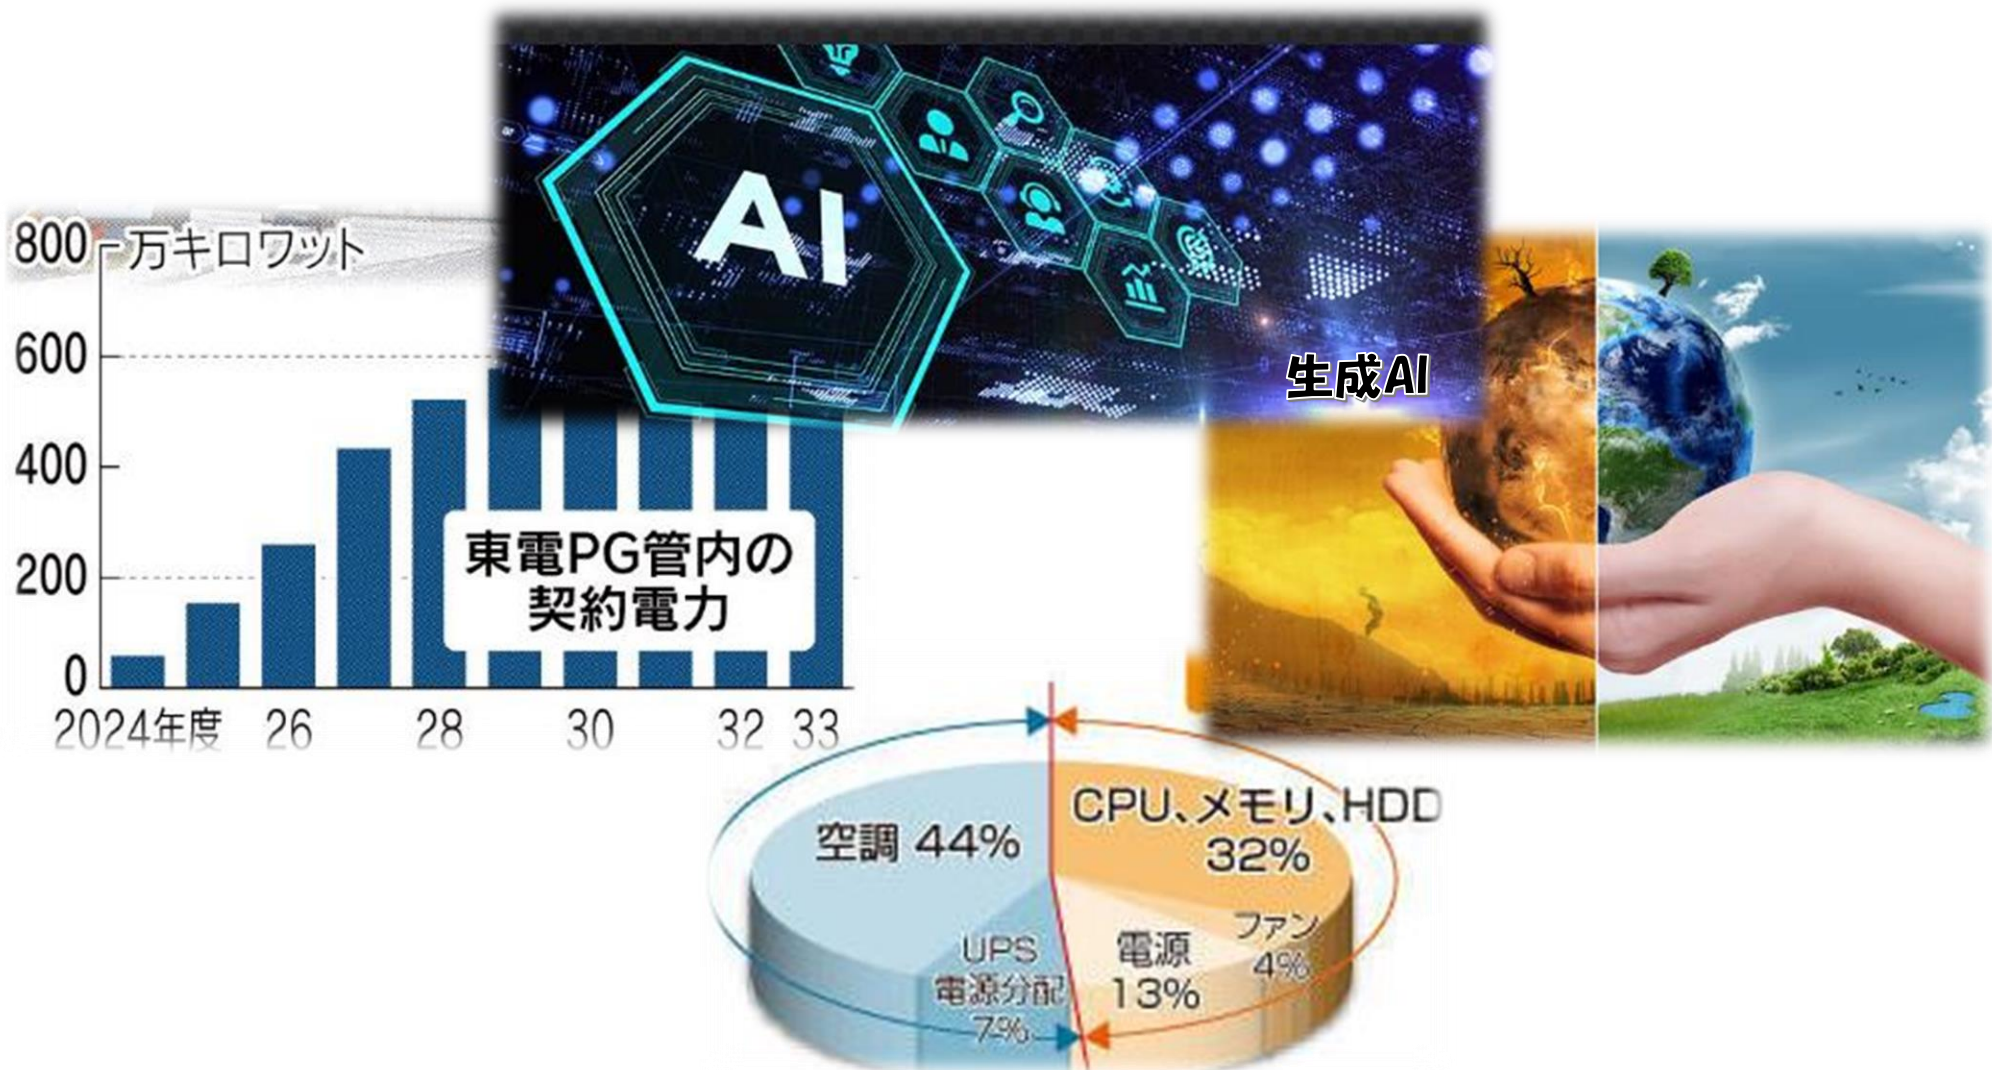 AI
生成AI
800 万キロワット
600
400
200
0
東電PG管内の
契約電力
2024年度 26 28 30 32 33
空調 44%
CPU、メモリ、HDD
32%
ファン
4%
電源
13%
UPS
電源分配
7%